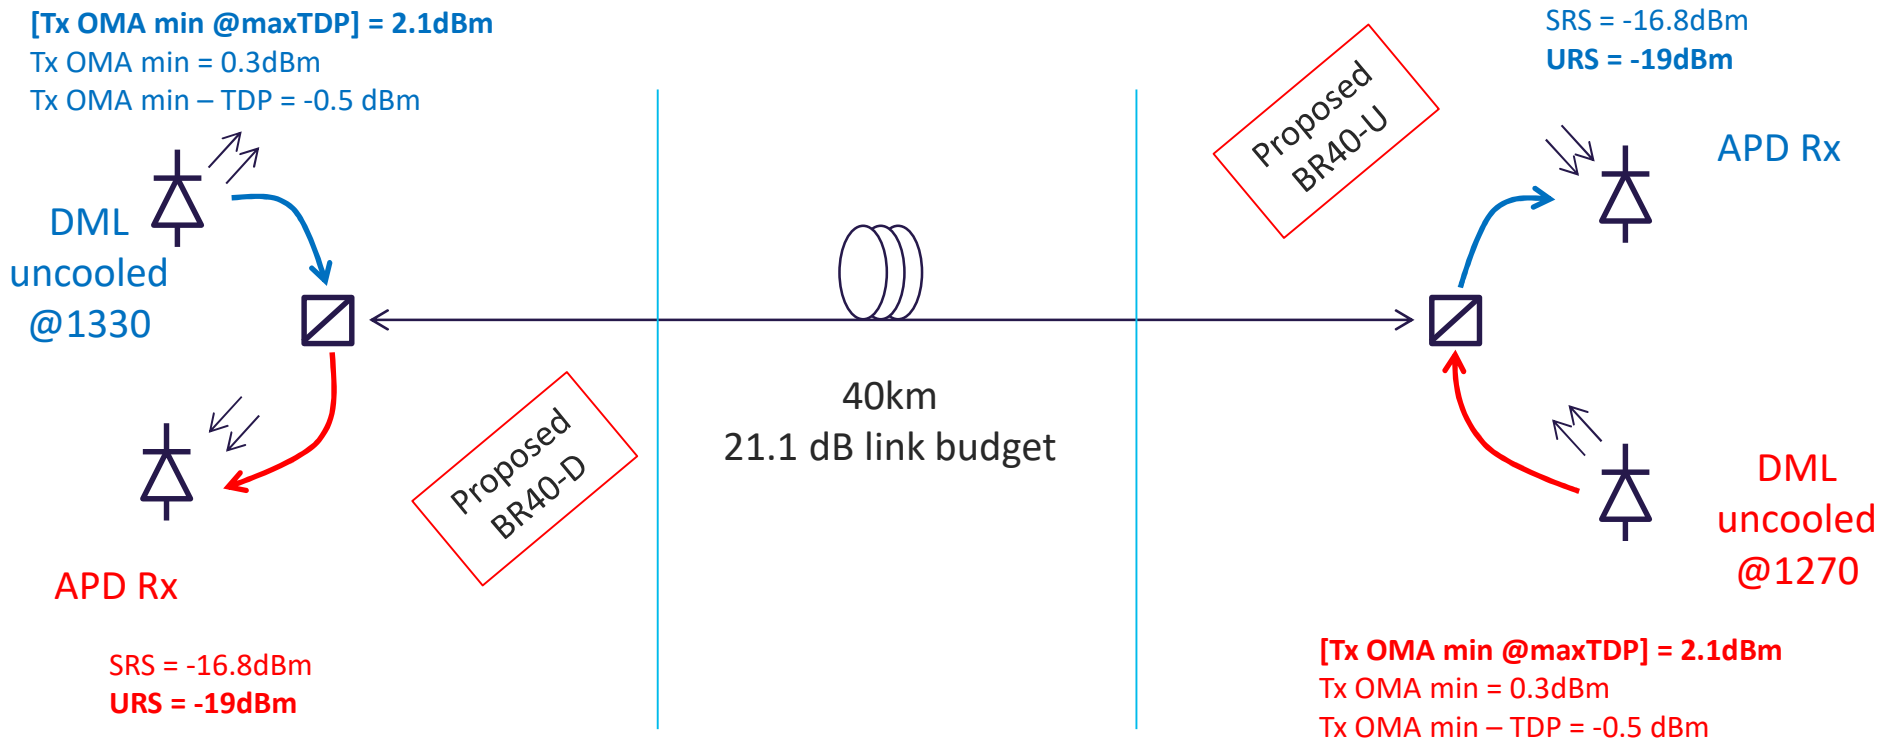 [Tx OMA min @maxTDP] = 2.1dBm
Tx OMA min = 0.3dBm
Tx OMA min – TDP = -0.5 dBm
DML
uncooled
@1330
APD Rx
SRS = -16.8dBm
URS = -19dBm
Proposed
BR40-D
40km
21.1 dB link budget
Proposed
BR40-U
SRS = -16.8dBm
URS = -19dBm
APD Rx
DML
uncooled
@1270
[Tx OMA min @maxTDP] = 2.1dBm
Tx OMA min = 0.3dBm
Tx OMA min – TDP = -0.5 dBm